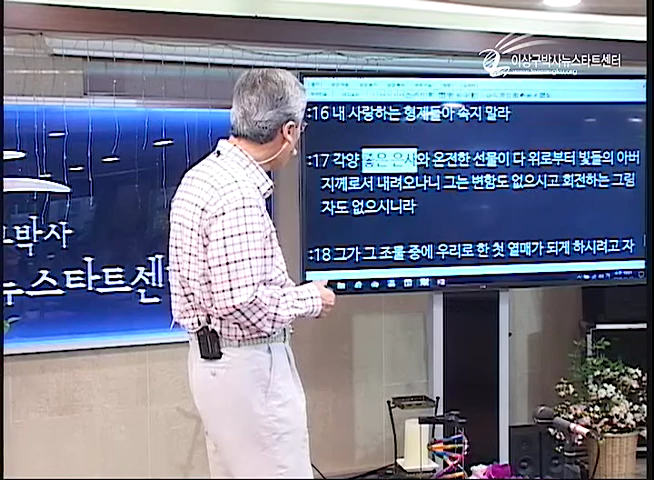 이상구박사뉴스타트센터
:16 내 사랑하는 형제들아 속지 말라
:17 각양 좋은 은사와 온전한 선물이 다 위로부터 빛들의 아버
지께로서 내려오나니 그는 변함도 없으시고 회전하는 그림
자도 없으시니라
:18 그가 그 조물 중에 우리로 한 첫 열매가 되게 하시려고 자
박사
뉴스타트센